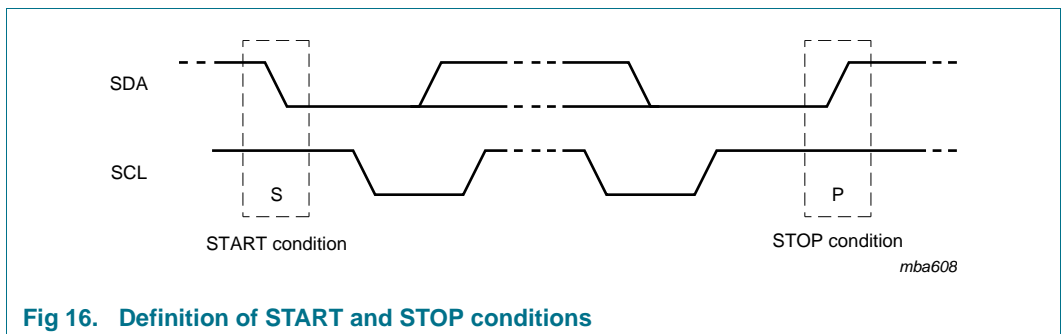 SDA
SCL
S
P
START condition
STOP condition
mba608
Fig 16. Definition of START and STOP conditions